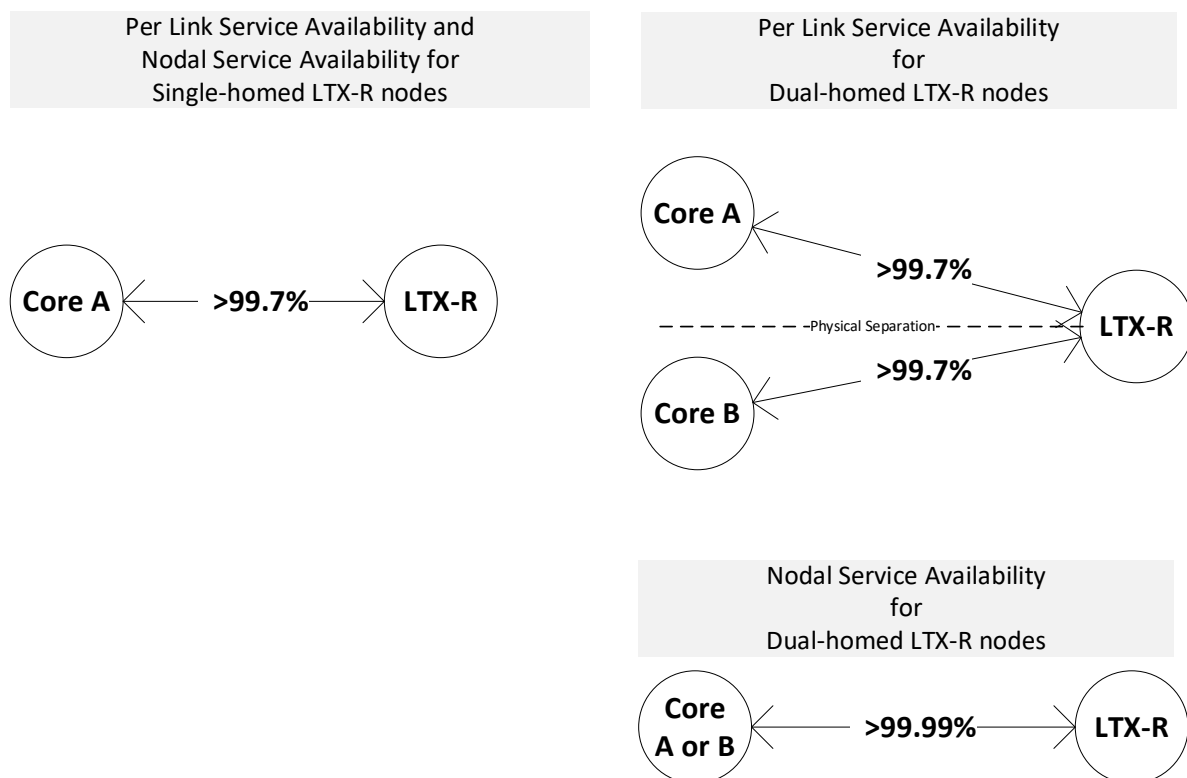 Per Link Service Availability and
Nodal Service Availability for
Single-homed LTX-R nodes
Core A
>99.7%
LTX-R
Per Link Service Availability
for
Dual-homed LTX-R nodes
Core A
>99.7%
Physical Separation
LTX-R
>99.7%
Core B
Nodal Service Availability
for
Dual-homed LTX-R nodes
Core
A or B
>99.99%
LTX-R